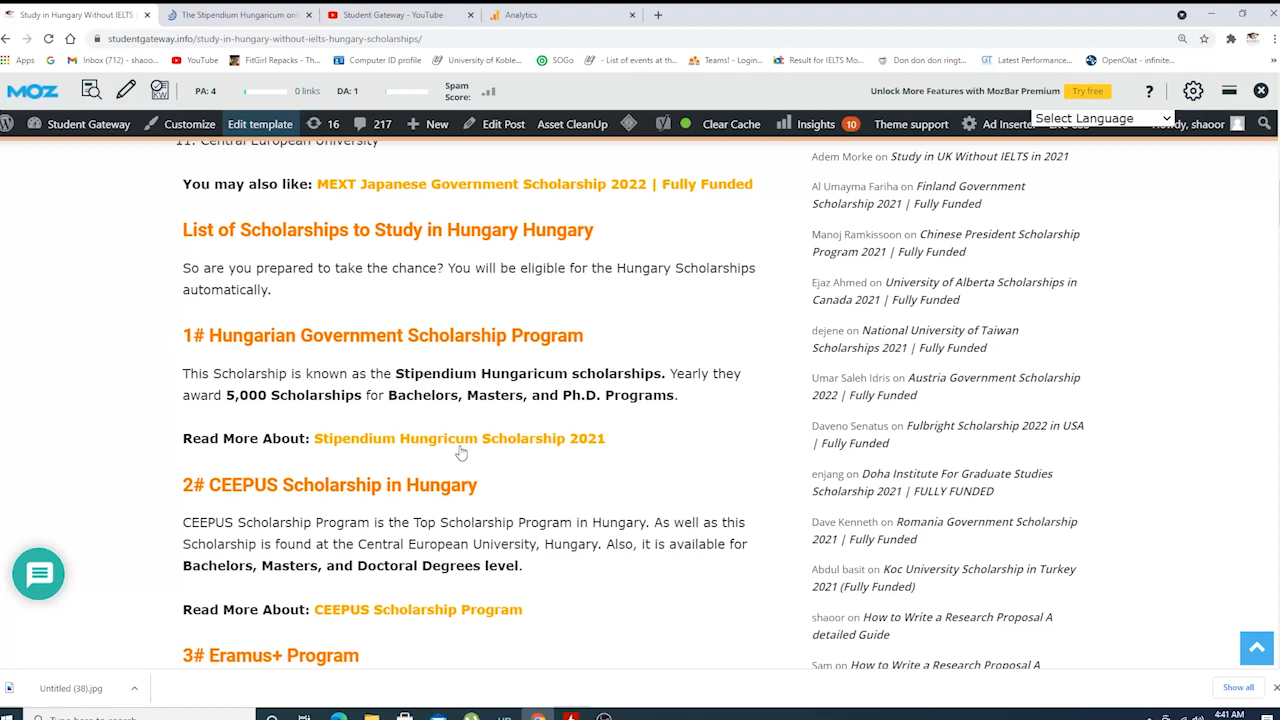 Study in Hungary Without IELTS |
The Stipendium Hungaricum onl
Student Gateway - YouTube
Analytics
studentgateway.info/study-in-hungary-without-ielts-hungary-scholarships/
Apps
Inbox (712) - shaoo...
YouTube
FitGirl Repacks - Th...
Computer ID profile
University of Koble...
SOGo
- List of events at th...
Teams! - Login...
Result for IELTS Mo...
Don don don ringt...
Latest Performance...
OpenOlat - infinite...
»
MOZ
PA: 4
0 links
DA: 1
Spam
Score:
Unlock More Features with MozBar Premium
Try free
?
Student Gateway
Customize
Edit template
16
217
New
Edit Post
Asset CleanUp
Clear Cache
Insights
10
Theme support
Ad Inserter
Select Language
Howdy, shaoor
11. Central European University
You may also like: MEXT Japanese Government Scholarship 2022 | Fully Funded
List of Scholarships to Study in Hungary Hungary
So are you prepared to take the chance? You will be eligible for the Hungary Scholarships
automatically.
1# Hungarian Government Scholarship Program
This Scholarship is known as the Stipendium Hungaricum scholarships. Yearly they
award 5,000 Scholarships for Bachelors, Masters, and Ph.D. Programs.
Read More About: Stipendium Hungricum Scholarship 2021
2# CEEPUS Scholarship in Hungary
CEEPUS Scholarship Program is the Top Scholarship Program in Hungary. As well as this
Scholarship is found at the Central European University, Hungary. Also, it is available for
Bachelors, Masters, and Doctoral Degrees level.
Read More About: CEEPUS Scholarship Program
3# Eramus+ Program
Adem Morke on Study in UK Without IELTS in 2021
Al Umayma Fariha on Finland Government
Scholarship 2021 | Fully Funded
Manoj Ramkissoon on Chinese President Scholarship
Program 2021 | Fully Funded
Ejaz Ahmed on University of Alberta Scholarships in
Canada 2021 | Fully Funded
dejene on National University of Taiwan
Scholarships 2021 | Fully Funded
Umar Saleh Idris on Austria Government Scholarship
2022 | Fully Funded
Daveno Senatus on Fulbright Scholarship 2022 in USA
| Fully Funded
enjang on Doha Institute For Graduate Studies
Scholarship 2021 | FULLY FUNDED
Dave Kenneth on Romania Government Scholarship
2021 | Fully Funded
Abdul basit on Koc University Scholarship in Turkey
2021 (Fully Funded)
shaoor on How to Write a Research Proposal A
detailed Guide
Sam on How to Write a Research Proposal A
Untitled (38).jpg
Show all
Type here to search
4:41 AM